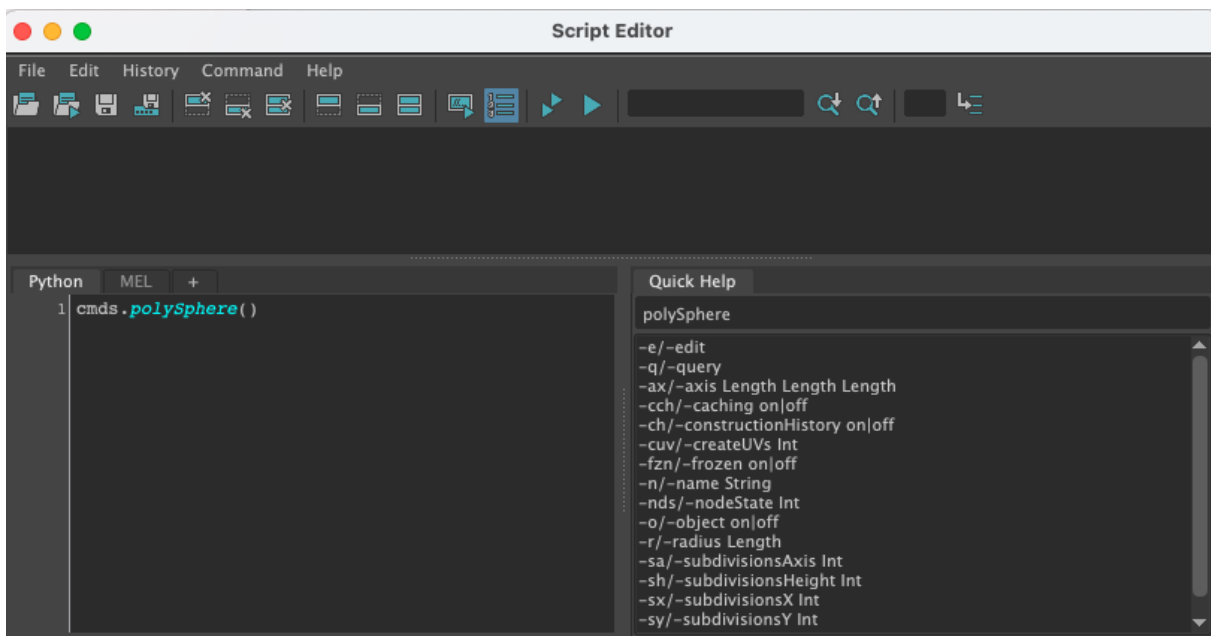 Script Editor
File Edit History Command Help
Python MEL +
1 cmds.polySphere()
Quick Help
polySphere
-e/-edit
-q/-query
-ax/-axis Length Length Length
-cch/-caching on|off
-ch/-constructionHistory on|off
-cuv/-createUVs Int
-fzn/-frozen on|off
-n/-name String
-nds/-nodeState Int
-o/-object on|off
-r/-radius Length
-sa/-subdivisionsAxis Int
-sh/-subdivisionsHeight Int
-sx/-subdivisionsX Int
-sy/-subdivisionsY Int